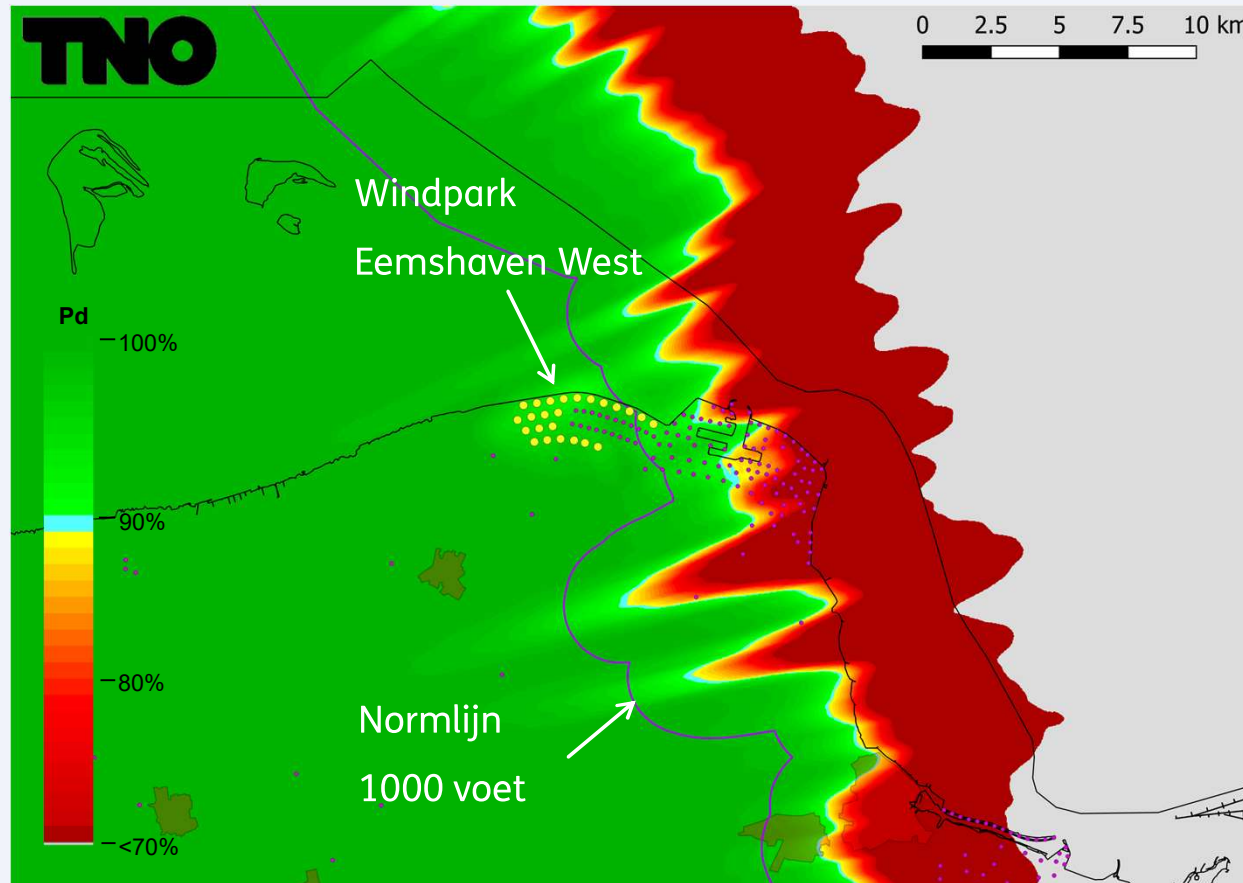 TNO
0 2.5 5 7.5 10 km
Windpark
Eemshaven West
Pd
100%
90%
80%
<70%
Normlijn
1000 voet